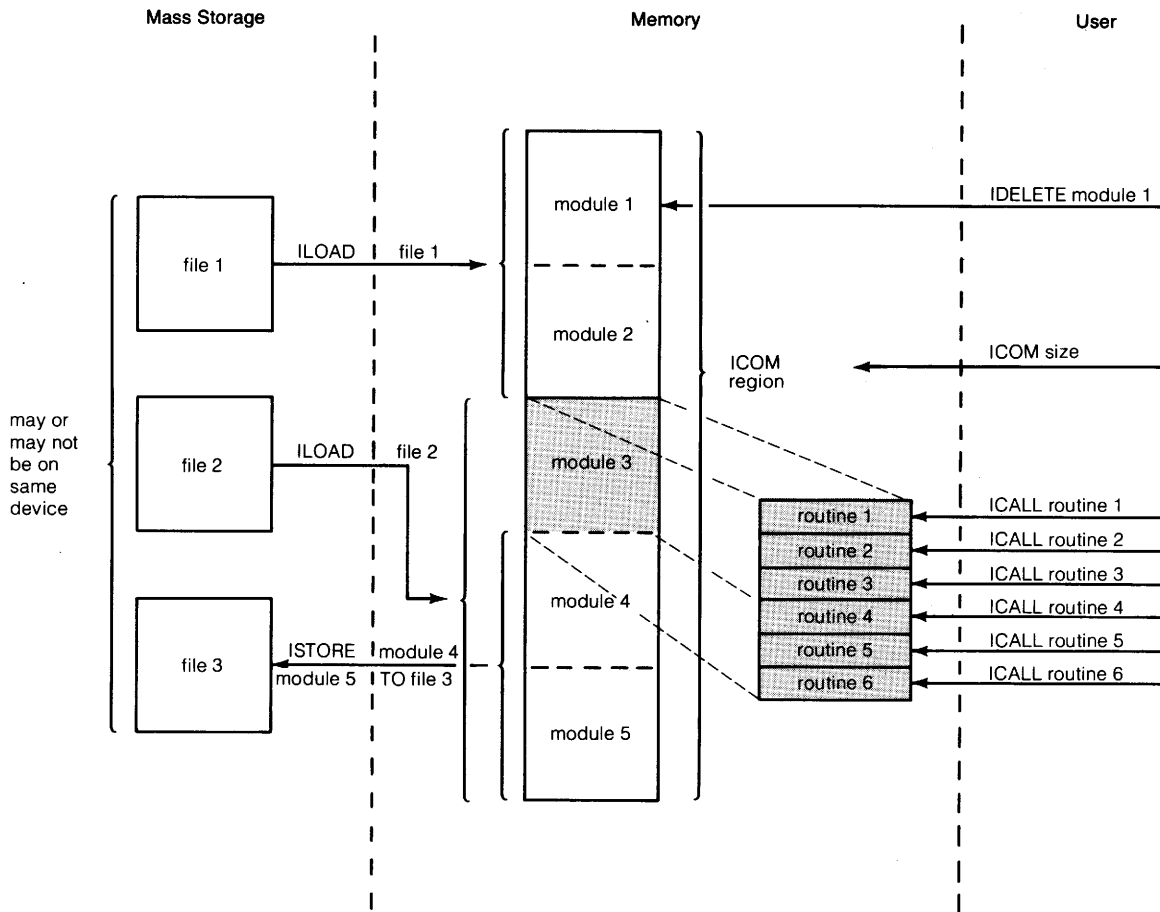 Mass Storage
Memory
User
module 1
IDELETE module 1
file 1
ILOAD file 1
module 2
ICOM size
ICOM
region
may or
may not
be on
same
device
file 2
ILOAD file 2
module 3
routine 1
ICALL routine 1
routine 2
ICALL routine 2
routine 3
ICALL routine 3
routine 4
ICALL routine 4
routine 5
ICALL routine 5
routine 6
ICALL routine 6
module 4
file 3
ISTORE module 4
module 5 TO file 3
module 5